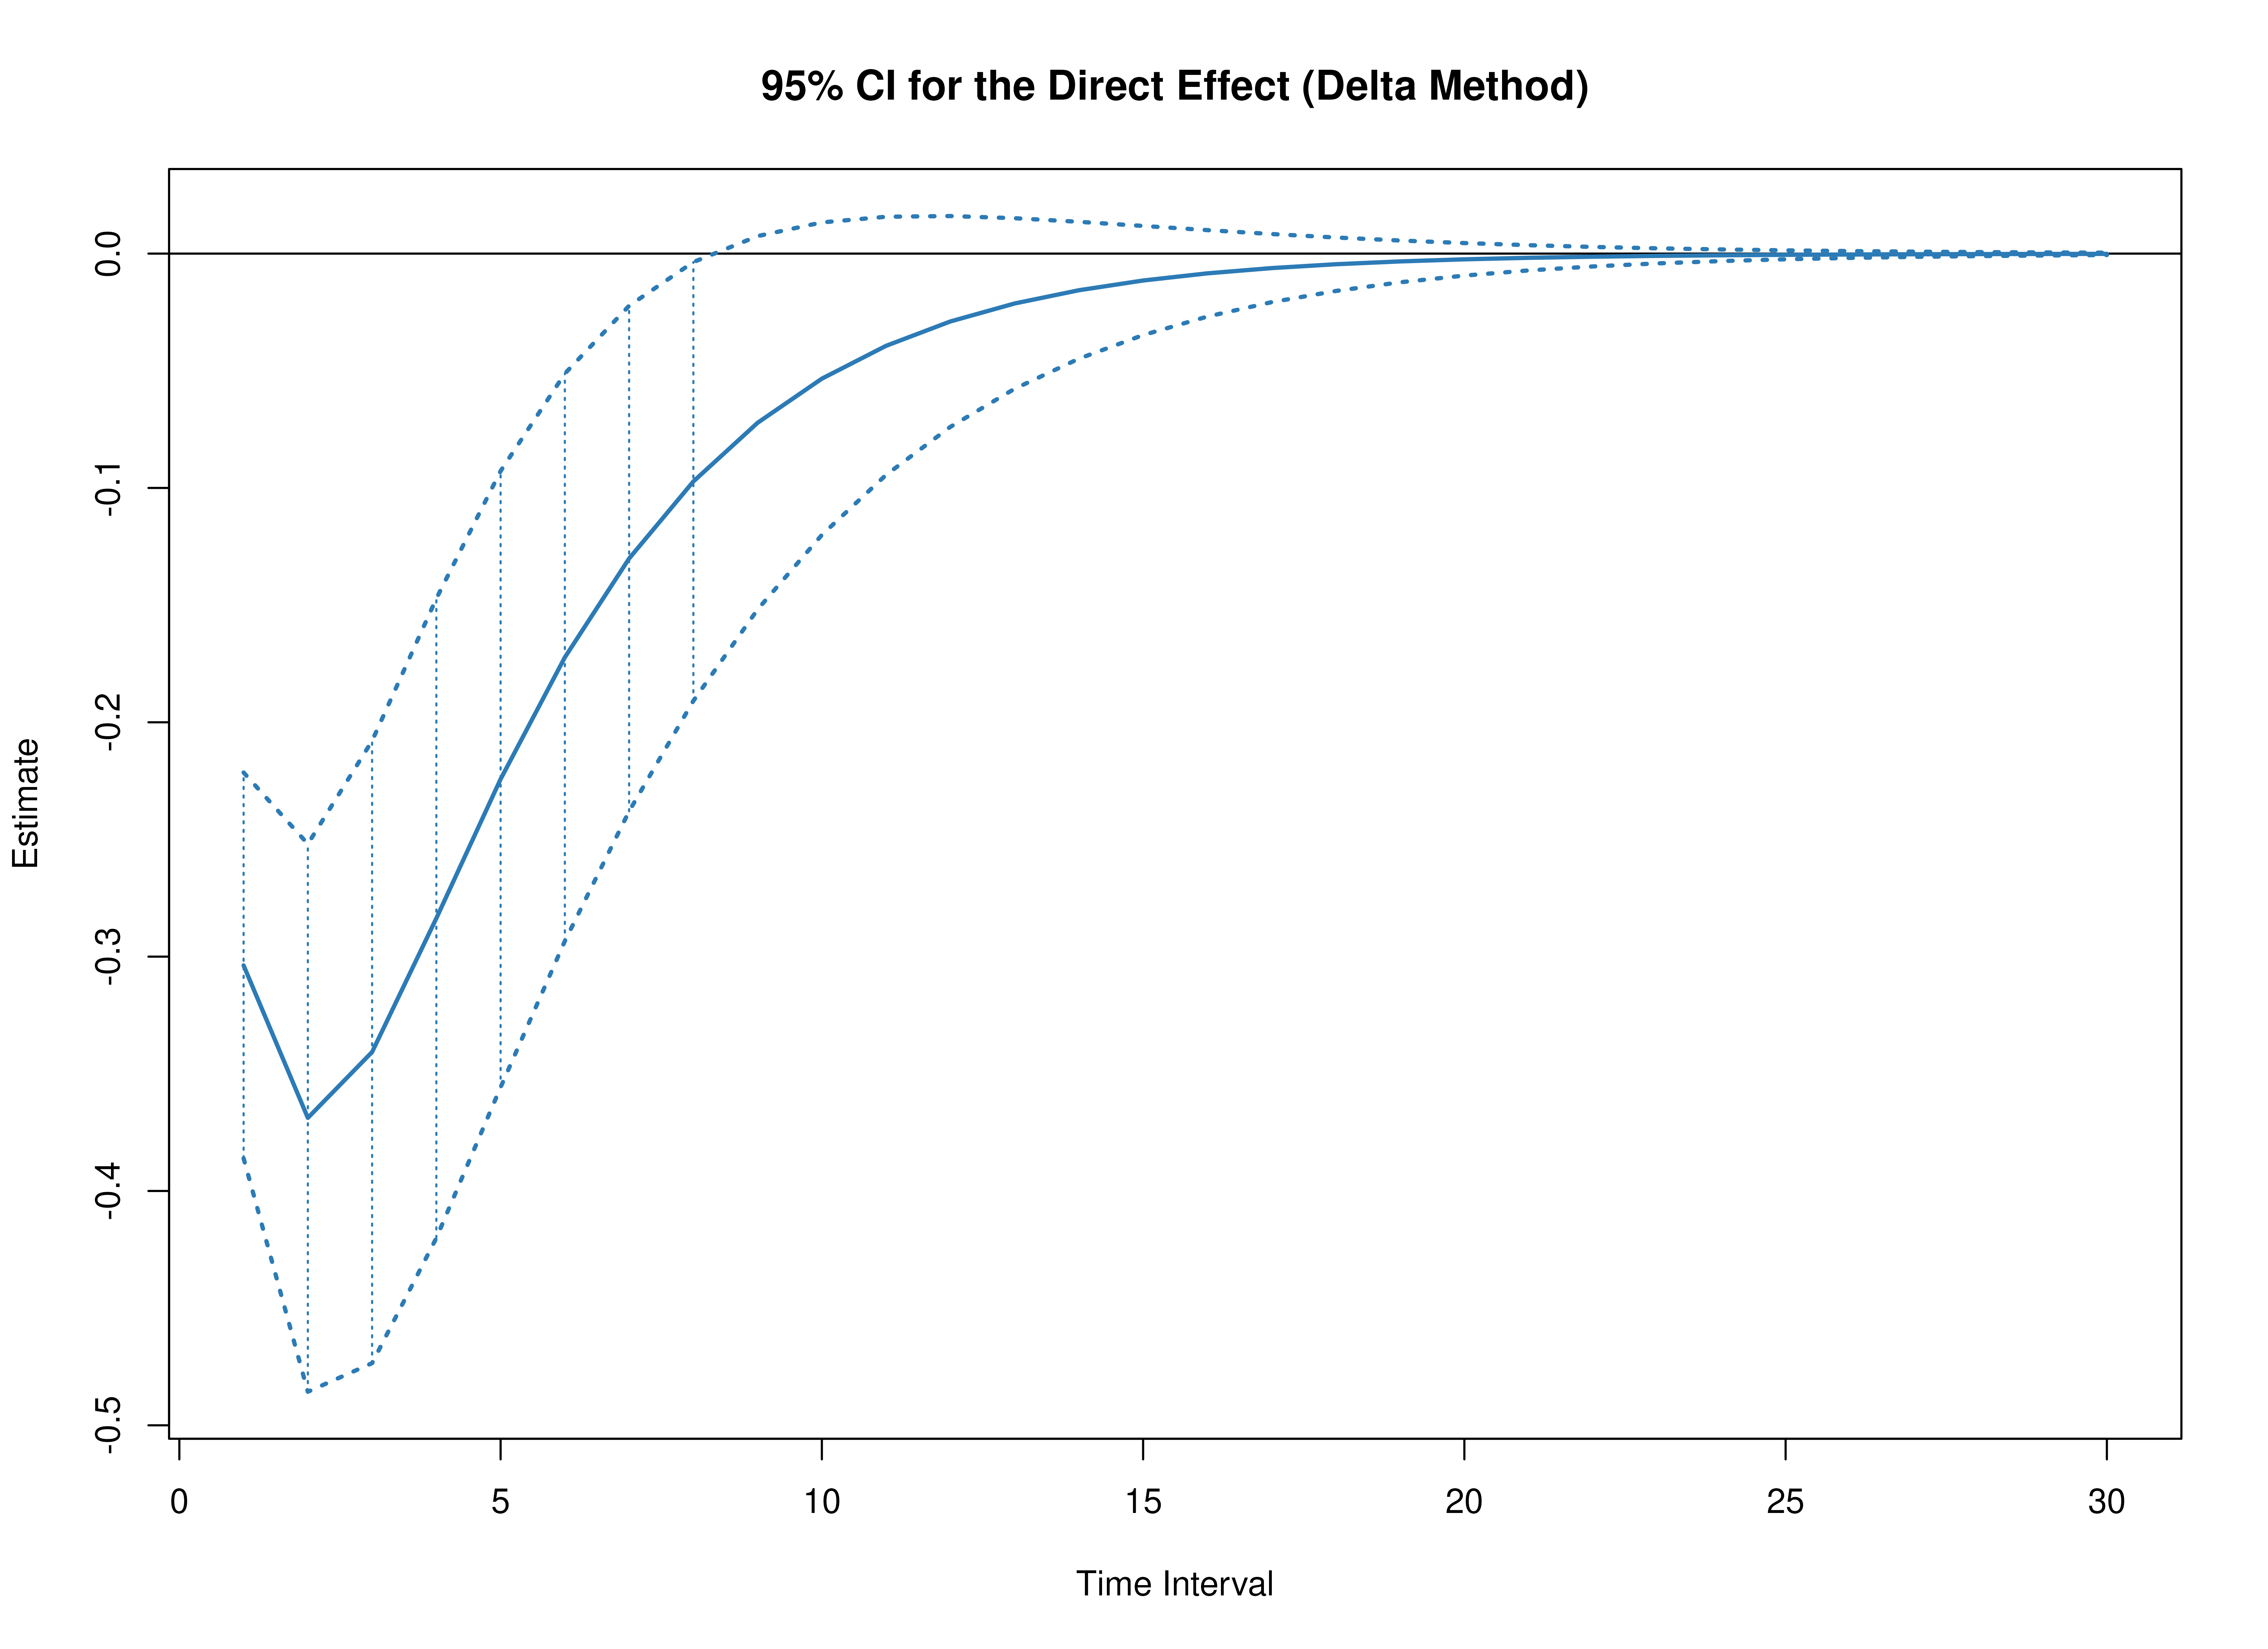 95% CI for the Direct Effect (Delta Method)
Estimate
0.0
-0.1
-0.2
-0.3
-0.4
-0.5
0 5 10 15 20 25 30
Time Interval